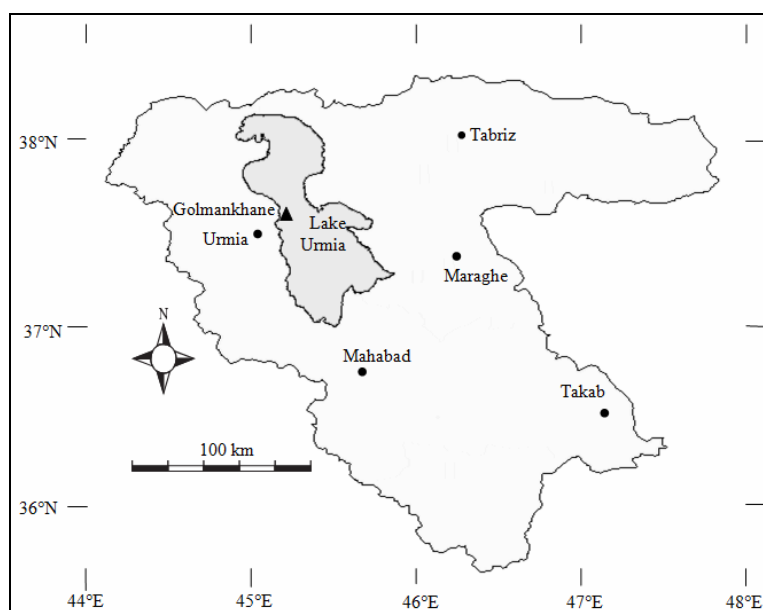 38°N
Tabriz
Golmankhane
Lake
Urmia
Urmia
Maraghe
37°N
N
Mahabad
Takab
100 km
36°N
44°E
45°E
46°E
47°E
48°E